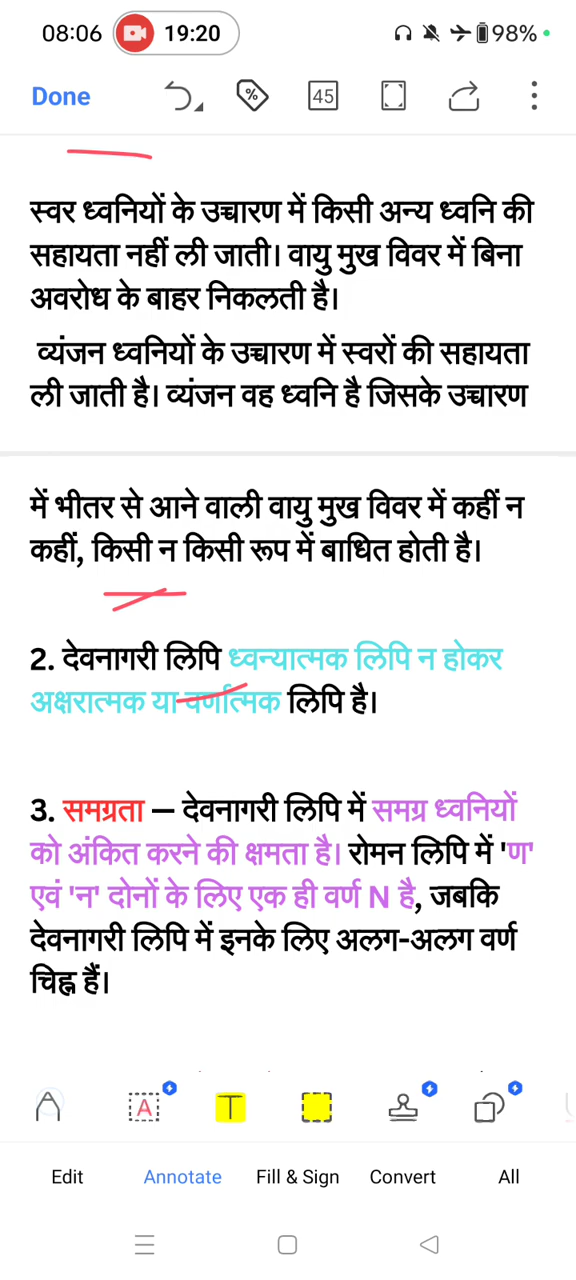 08:06 19:20 98%
Done % 45
स्वर ध्वनियों के उच्चारण में किसी अन्य ध्वनि की
सहायता नहीं ली जाती। वायु मुख विवर में बिना
अवरोध के बाहर निकलती है।
व्यंजन ध्वनियों के उच्चारण में स्वरों की सहायता
ली जाती है। व्यंजन वह ध्वनि है जिसके उच्चारण
में भीतर से आने वाली वायु मुख विवर में कहीं न
कहीं, किसी न किसी रूप में बाधित होती है।
2. देवनागरी लिपि ध्वन्यात्मक लिपि न होकर
अक्षरात्मक या वर्णात्मक लिपि है।
3. समग्रता — देवनागरी लिपि में समग्र ध्वनियों
को अंकित करने की क्षमता है। रोमन लिपि में 'ण'
एवं 'न' दोनों के लिए एक ही वर्ण N है, जबकि
देवनागरी लिपि में इनके लिए अलग-अलग वर्ण
चिह्न हैं।
A T
Edit Annotate Fill & Sign Convert All